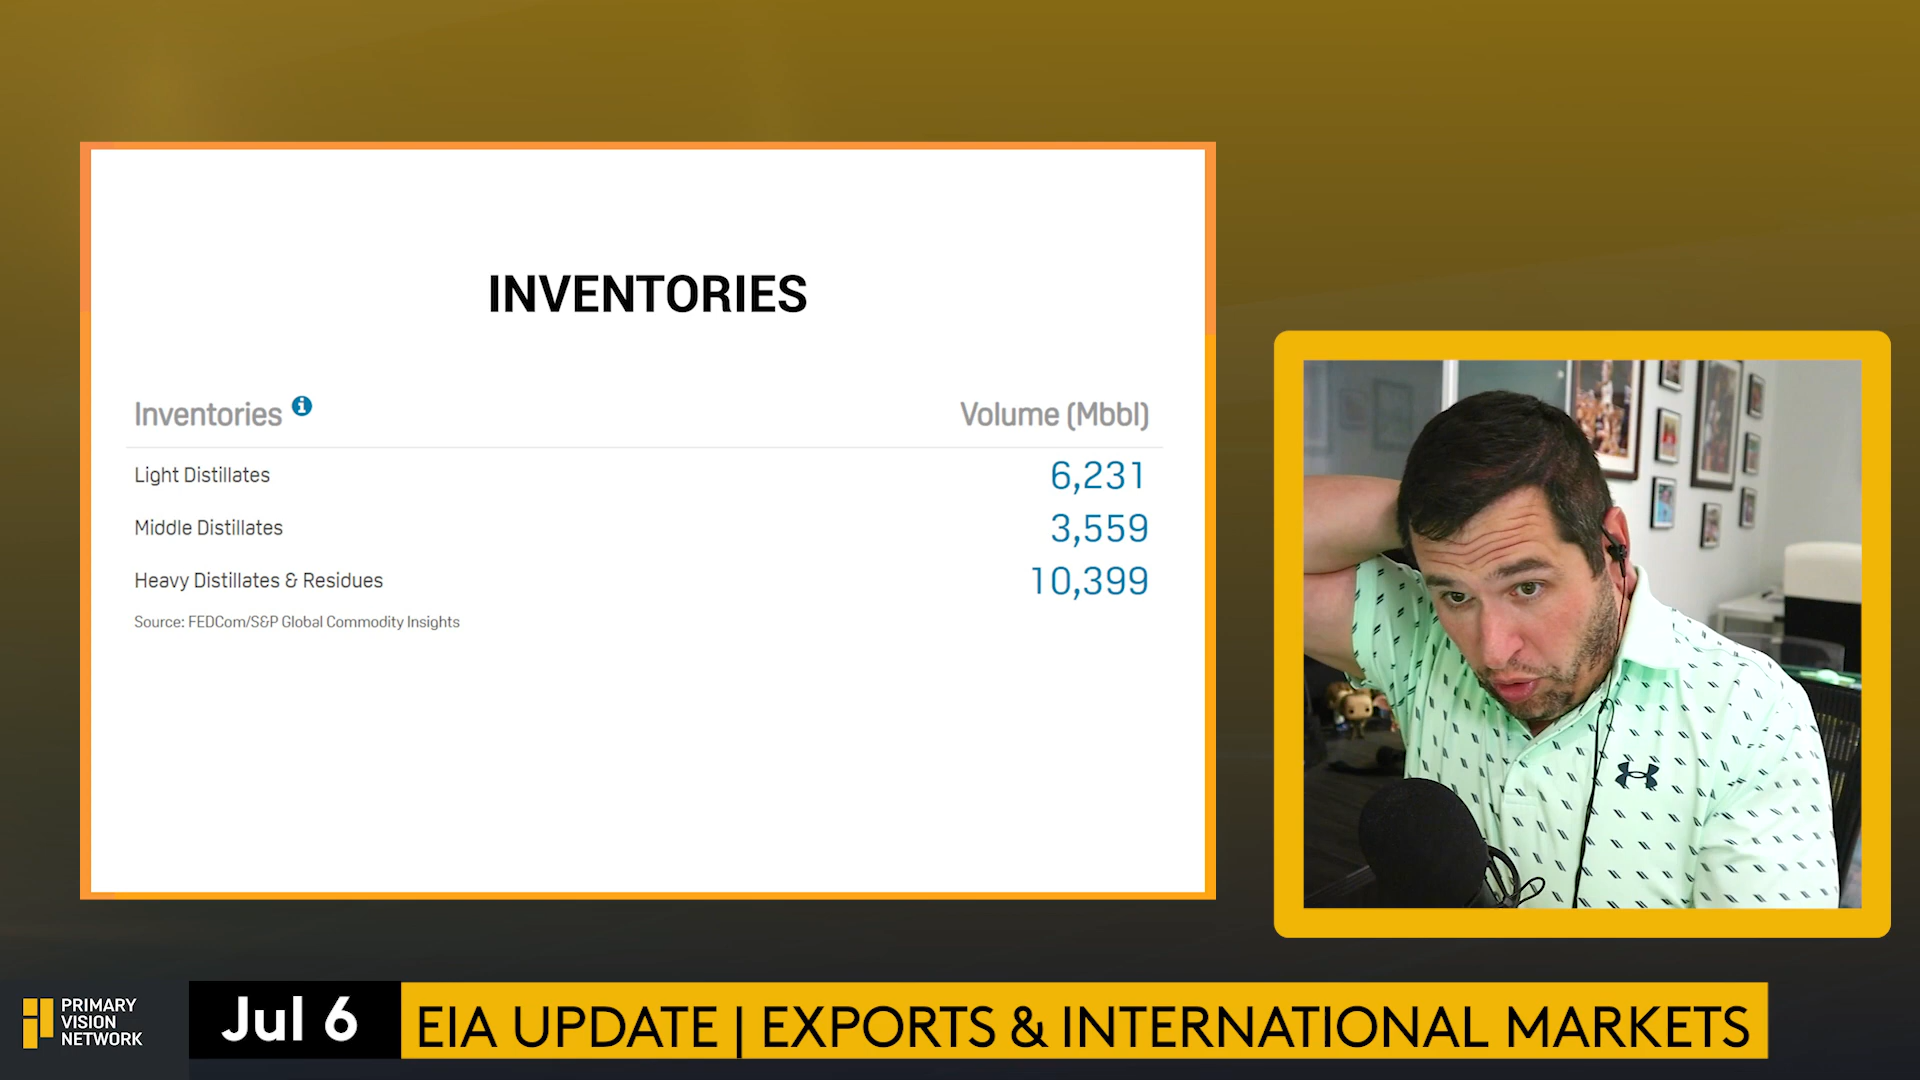 INVENTORIES
Inventories
Volume (Mbbl)
Light Distillates
6,231
Middle Distillates
3,559
Heavy Distillates & Residues
10,399
Source: FEDCom/S&P Global Commodity Insights
PRIMARY
VISION
NETWORK
Jul 6
EIA UPDATE | EXPORTS & INTERNATIONAL MARKETS